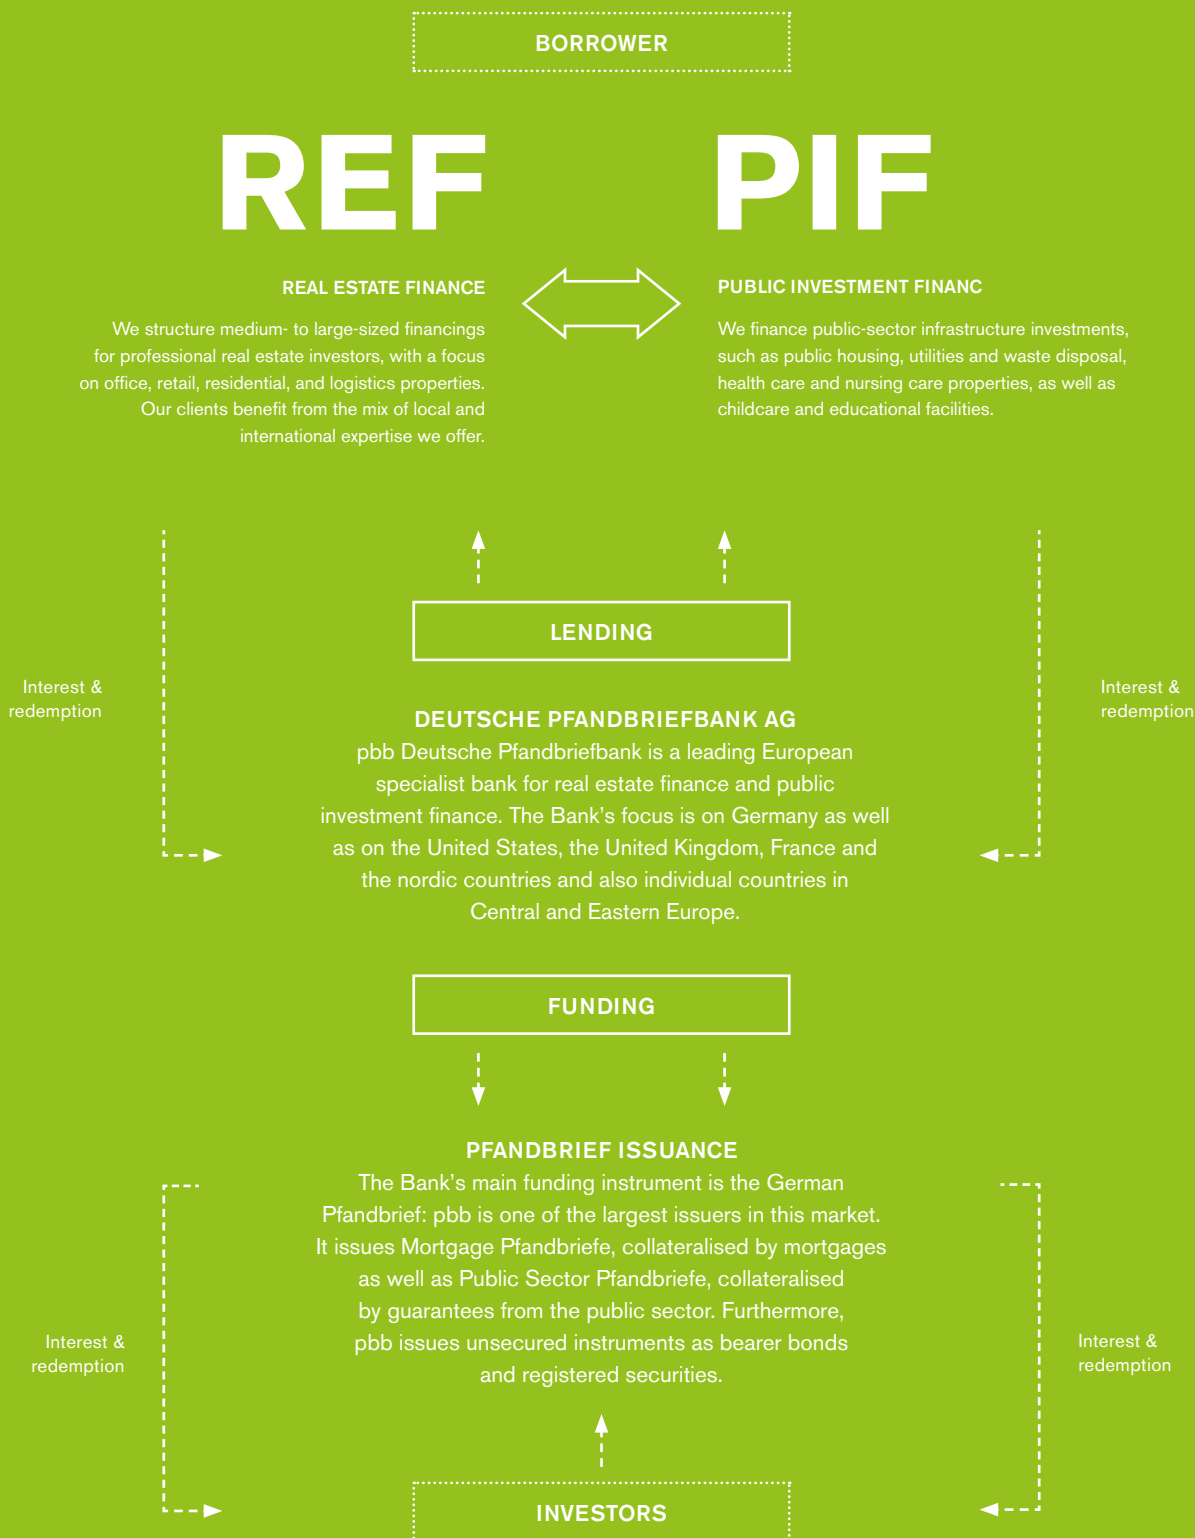 BORROWER
REF
REAL ESTATE FINANCE
We structure medium- to large-sized financings
for professional real estate investors, with a focus
on office, retail, residential, and logistics properties.
Our clients benefit from the mix of local and
international expertise we offer.
PIF
PUBLIC INVESTMENT FINANC
We finance public-sector infrastructure investments,
such as public housing, utilities and waste disposal,
health care and nursing care properties, as well as
childcare and educational facilities.
LENDING
Interest &
redemption
Interest &
redemption
DEUTSCHE PFANDBRIEFBANK AG
pbb Deutsche Pfandbriefbank is a leading European
specialist bank for real estate finance and public
investment finance. The Bank’s focus is on Germany as well
as on the United States, the United Kingdom, France and
the nordic countries and also individual countries in
Central and Eastern Europe.
FUNDING
PFANDBRIEF ISSUANCE
The Bank’s main funding instrument is the German
Pfandbrief: pbb is one of the largest issuers in this market.
It issues Mortgage Pfandbriefe, collateralised by mortgages
as well as Public Sector Pfandbriefe, collateralised
by guarantees from the public sector. Furthermore,
pbb issues unsecured instruments as bearer bonds
and registered securities.
Interest &
redemption
Interest &
redemption
INVESTORS